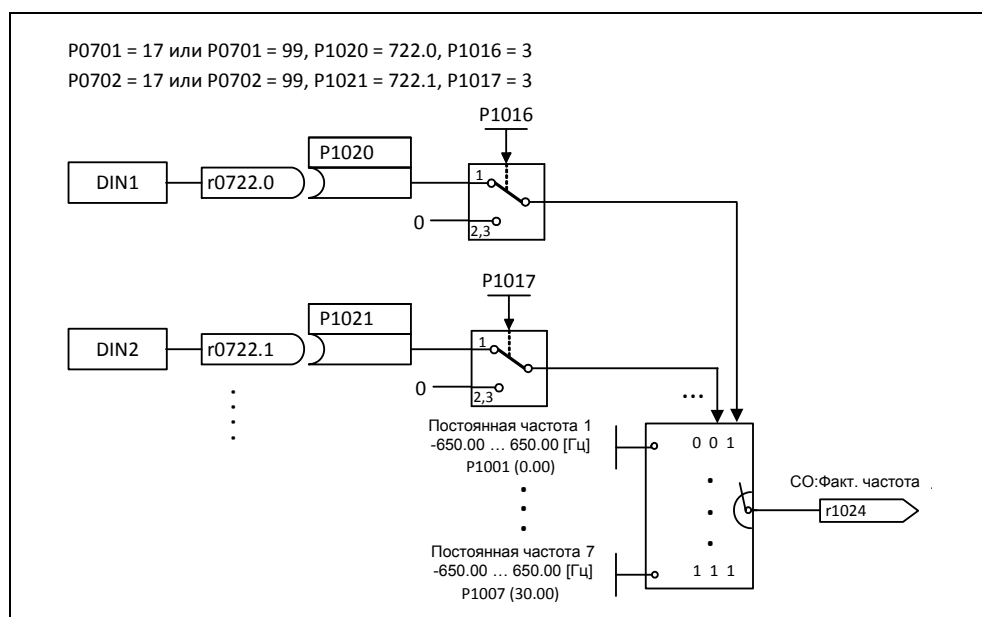 P0701 = 17 или P0701 = 99, P1020 = 722.0, P1016 = 3
P0702 = 17 или P0702 = 99, P1021 = 722.1, P1017 = 3
P1016
P1020
DIN1
r0722.0
1
0
2,3
P1017
P1021
DIN2
r0722.1
1
0
2,3
...
Постоянная частота 1
-650.00 ... 650.00 [Гц]
P1001 (0.00)
0 0 1
СО:Факт. частота
r1024
Постоянная частота 7
-650.00 ... 650.00 [Гц]
P1007 (30.00)
1 1 1